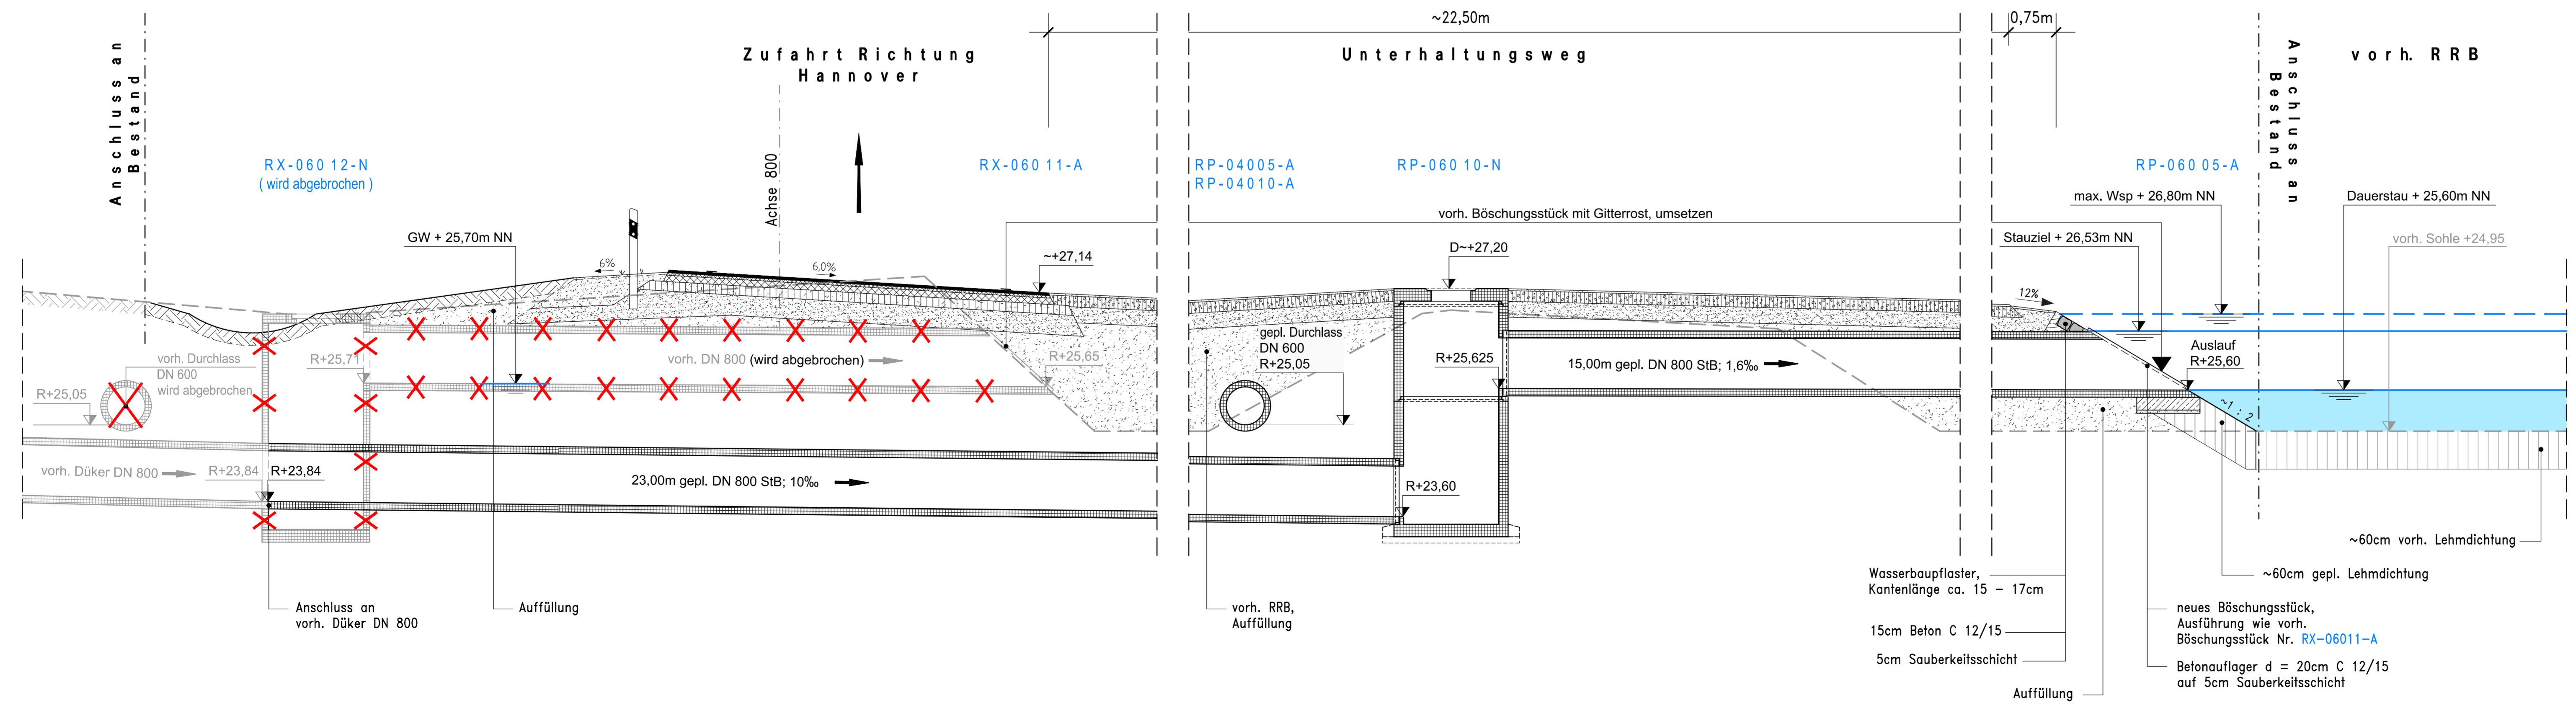 ~22,50m
0,75m
Anschluss an
Bestand
Zufahrt Richtung
Hannover
Unterhaltungsweg
Anschluss an
Bestand
vorh. RRB
RX-060 12-N
( wird abgebrochen )
Achse 800
RX-060 11-A
RP-04005-A
RP-04010-A
RP-060 10-N
RP-060 05-A
max. Wsp + 26,80m NN
Dauerstau + 25,60m NN
vorh. Böschungsstück mit Gitterrost, umsetzen
GW + 25,70m NN
Stauziel + 26,53m NN
vorh. Sohle +24,95
D~+27,20
~+27,14
6%
6,0%
12%
gepl. Durchlass
DN 600
R+25,05
vorh. Durchlass
DN 600
wird abgebrochen
R+25,71
vorh. DN 800 (wird abgebrochen)
R+25,65
R+25,625
15,00m gepl. DN 800 StB; 1,6‰
Auslauf
R+25,60
R+25,05
~1 : 2
vorh. Düker DN 800
R+23,84
R+23,84
23,00m gepl. DN 800 StB; 10‰
R+23,60
~60cm vorh. Lehmdichtung
Wasserbaupflaster,
Kantenlänge ca. 15 - 17cm
~60cm gepl. Lehmdichtung
Anschluss an
vorh. Düker DN 800
Auffüllung
vorh. RRB,
Auffüllung
neues Böschungsstück,
Ausführung wie vorh.
Böschungsstück Nr. RX-06011-A
15cm Beton C 12/15
5cm Sauberkeitsschicht
Betonauflager d = 20cm C 12/15
auf 5cm Sauberkeitsschicht
Auffüllung